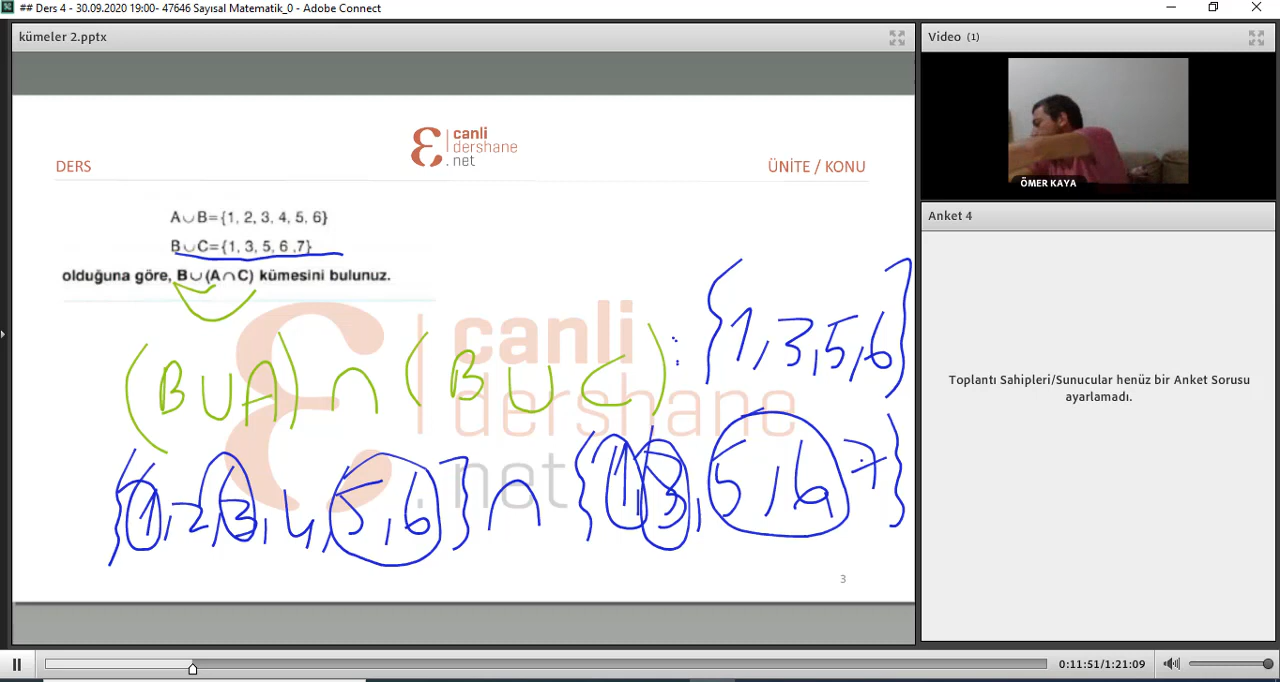 ## Ders 4 - 30.09.2020 19:00- 47646 Sayısal Matematik_0 - Adobe Connect
kümeler 2.pptx
canli
dershane
.net
DERS
ÜNİTE / KONU
A∪B={1, 2, 3, 4, 5, 6}
B∪C={1, 3, 5, 6 ,7}
olduğuna göre, B∪(A∩C) kümesini bulunuz.
canli
dershane
.net
(B∪A) ∩ (B∪C) : {1,3,5,6}
{1,2,3,4,5,6} ∩ {1,3,5,6,7}
3
Video (1)
ÖMER KAYA
Anket 4
Toplantı Sahipleri/Sunucular henüz bir Anket Sorusu
ayarlamadı.
0:11:51/1:21:09